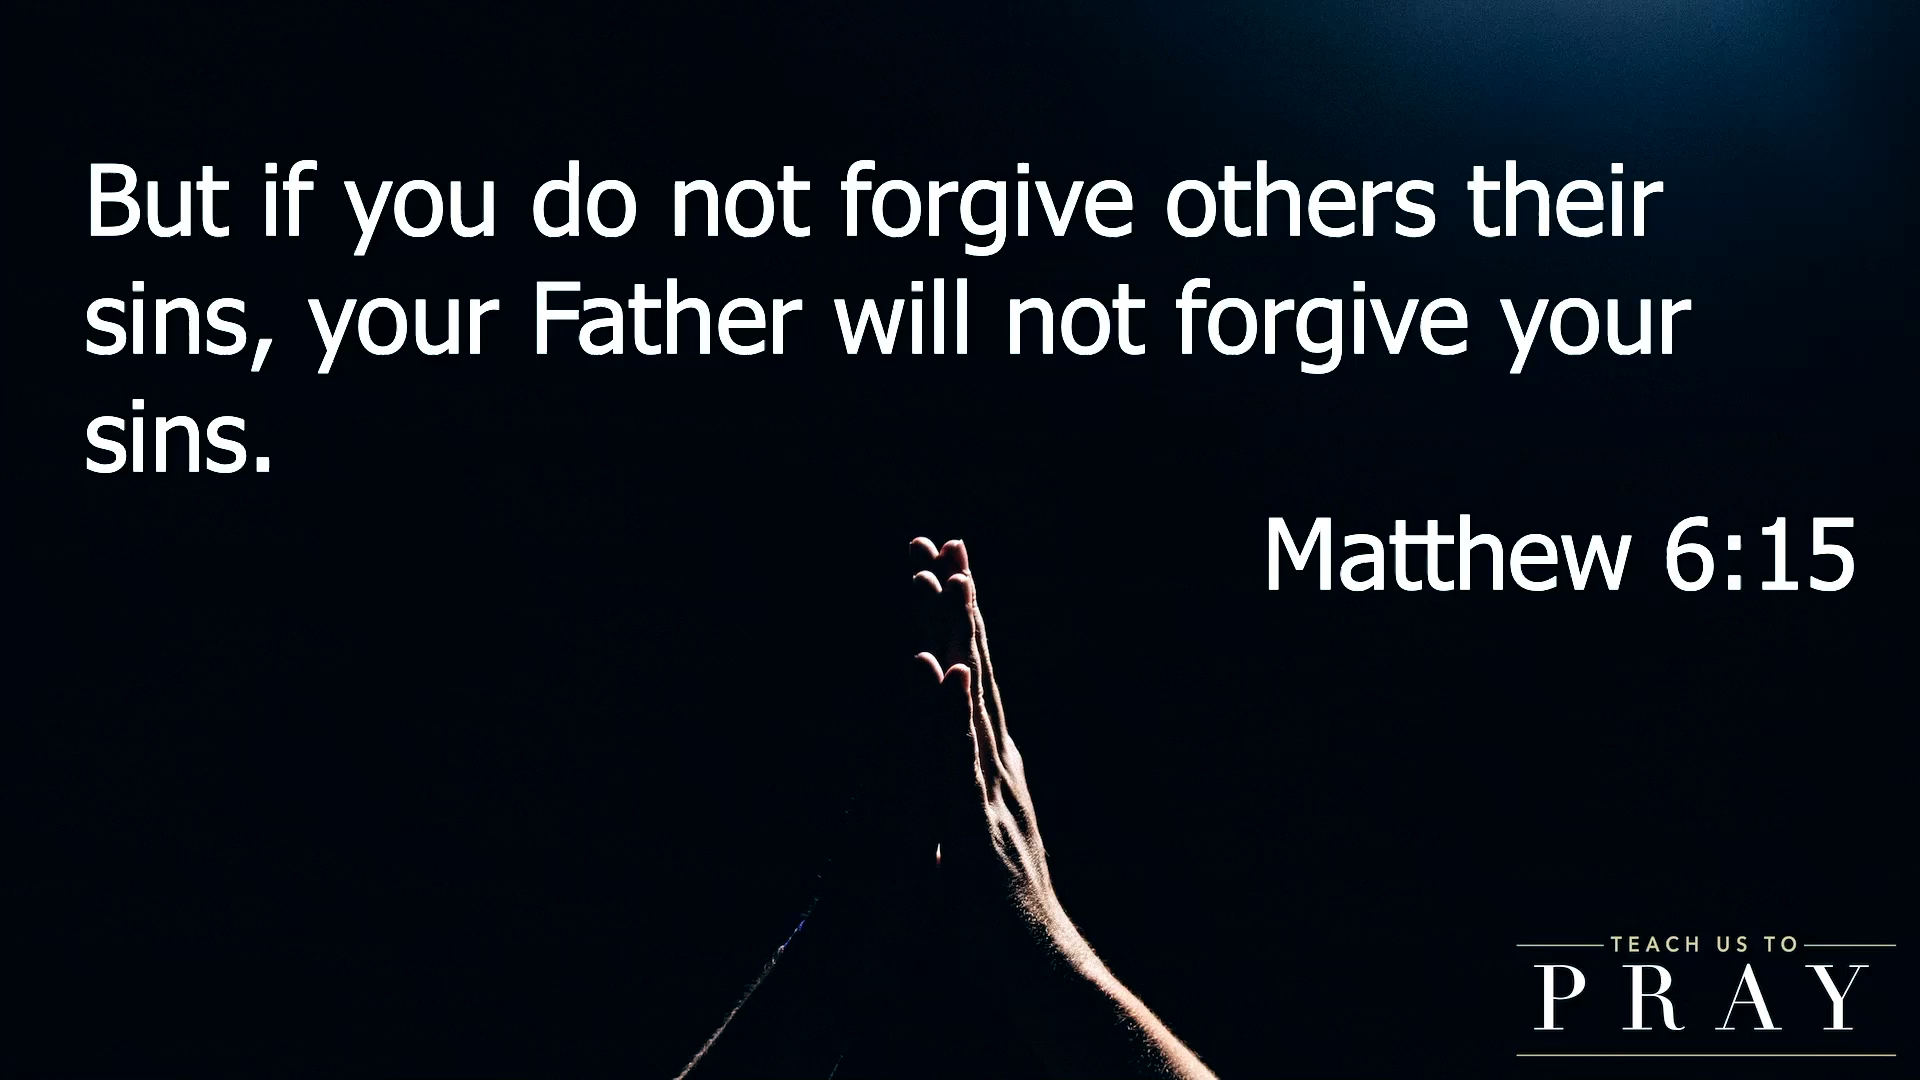 But if you do not forgive others their
sins, your Father will not forgive your
sins.
Matthew 6:15
TEACH US TO
PRAY